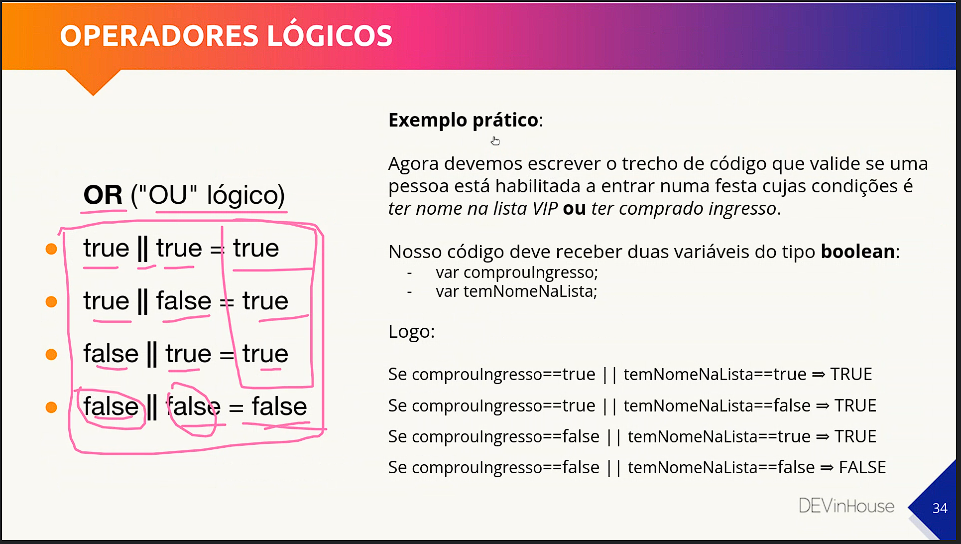 OPERADORES LÓGICOS
OR ("OU" lógico)
true || true = true
true || false = true
false || true = true
false || false = false
Exemplo prático:
Agora devemos escrever o trecho de código que valide se uma
pessoa está habilitada a entrar numa festa cujas condições é
ter nome na lista VIP ou ter comprado ingresso.
Nosso código deve receber duas variáveis do tipo boolean:
- var comprouIngresso;
- var temNomeNaLista;
Logo:
Se comprouIngresso==true || temNomeNaLista==true ⇒ TRUE
Se comprouIngresso==true || temNomeNaLista==false ⇒ TRUE
Se comprouIngresso==false || temNomeNaLista==true ⇒ TRUE
Se comprouIngresso==false || temNomeNaLista==false ⇒ FALSE
DEVinHouse
34